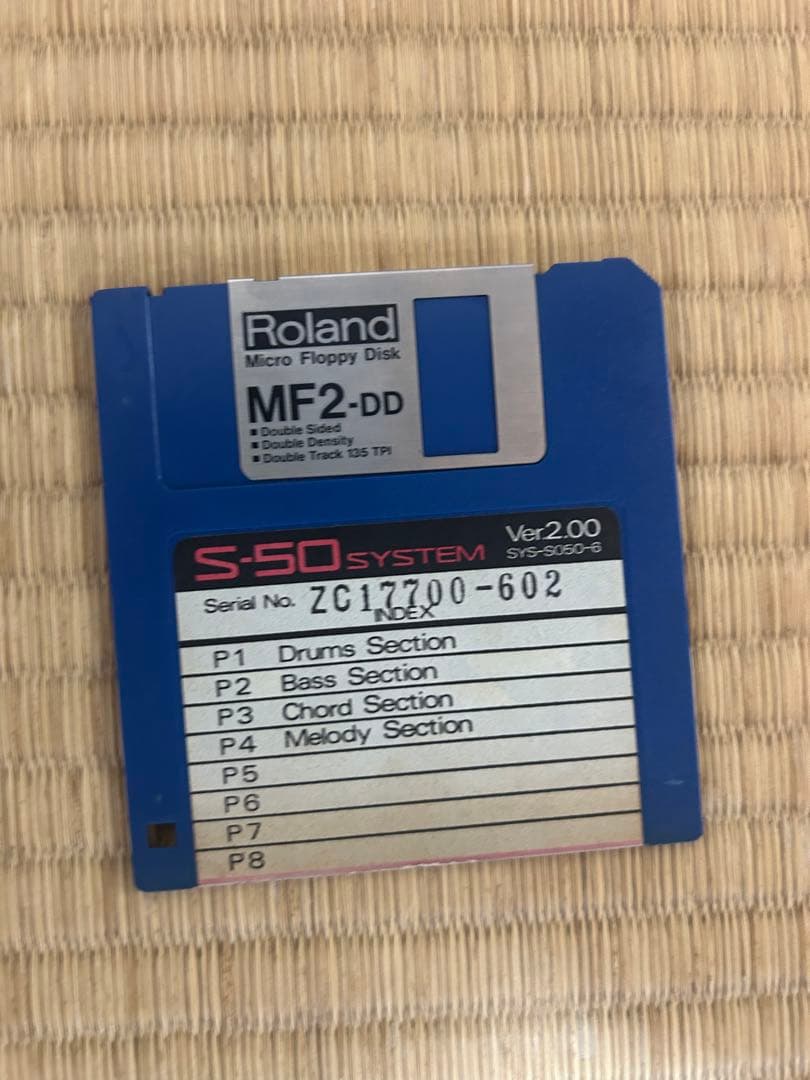 Roland
Micro Floppy Disk
MF2-DD
■ Double Sided
■ Double Density
■ Double Track 135 TPI
S-50 SYSTEM Ver.2.00
SYS-S050-6
Serial No. ZC17700-602
INDEX
P1 Drums Section
P2 Bass Section
P3 Chord Section
P4 Melody Section
P5
P6
P7
P8